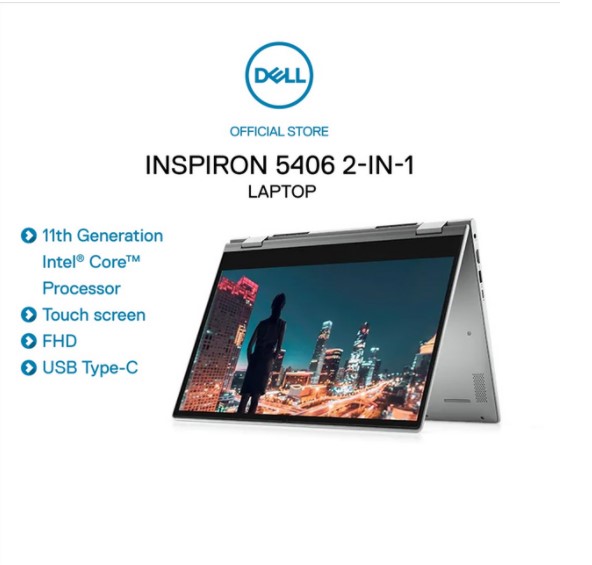 DELL
OFFICIAL STORE
INSPIRON 5406 2-IN-1
LAPTOP
11th Generation
Intel® Core™
Processor
Touch screen
FHD
USB Type-C